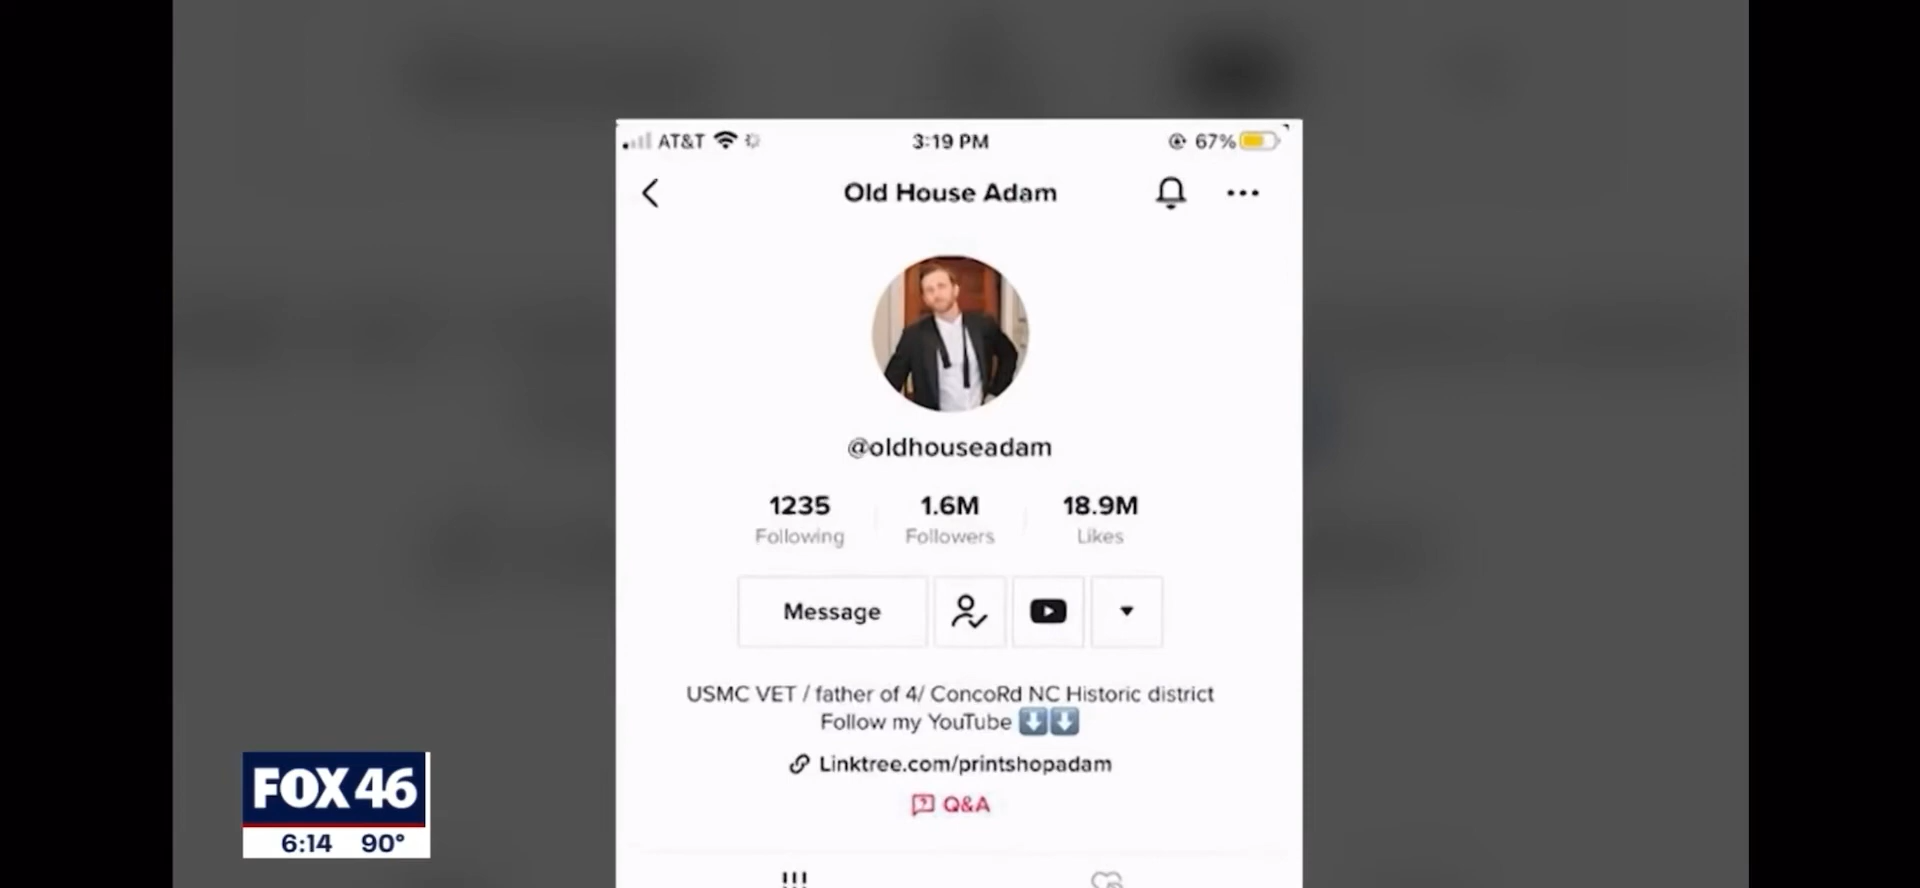 AT&T 3:19 PM 67%
Old House Adam
@oldhouseadam
1235 1.6M 18.9M
Following Followers Likes
Message
USMC VET / father of 4/ ConcoRd NC Historic district
Follow my YouTube ⬇️⬇️
Linktree.com/printshopadam
Q&A
FOX 46
6:14 90°